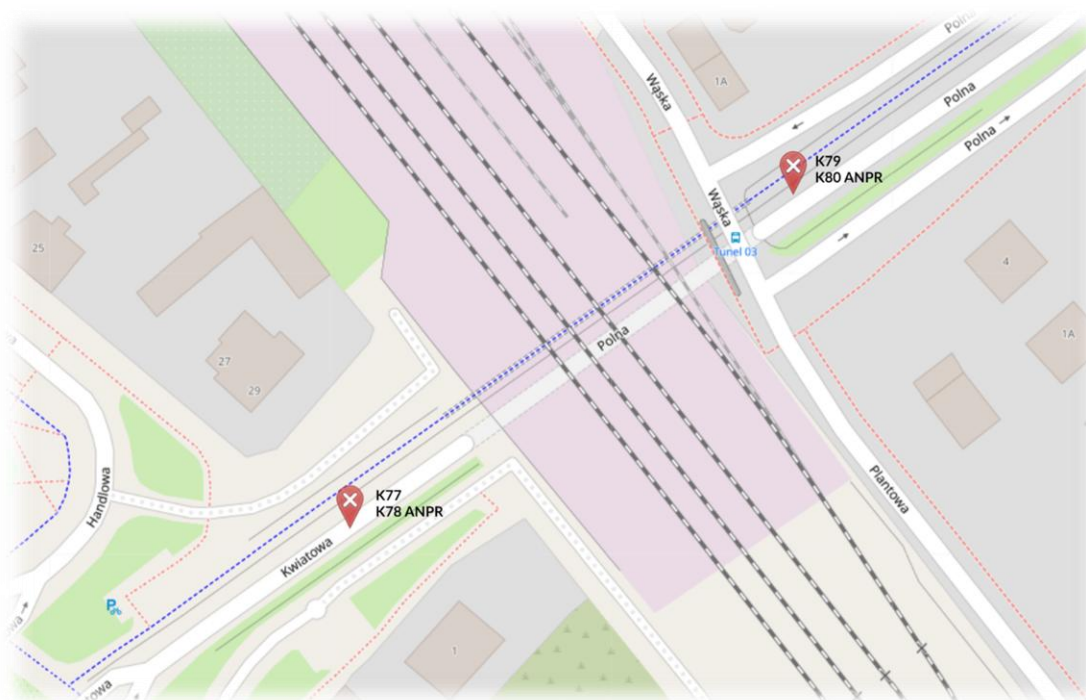 Polna
Wąska
1A
Polna
Polna
K79
K80 ANPR
Wąska
Tunel 03
25
4
1A
Polna
27
29
Handlowa
K77
K78 ANPR
Plantowa
Kwiatowa
P
1